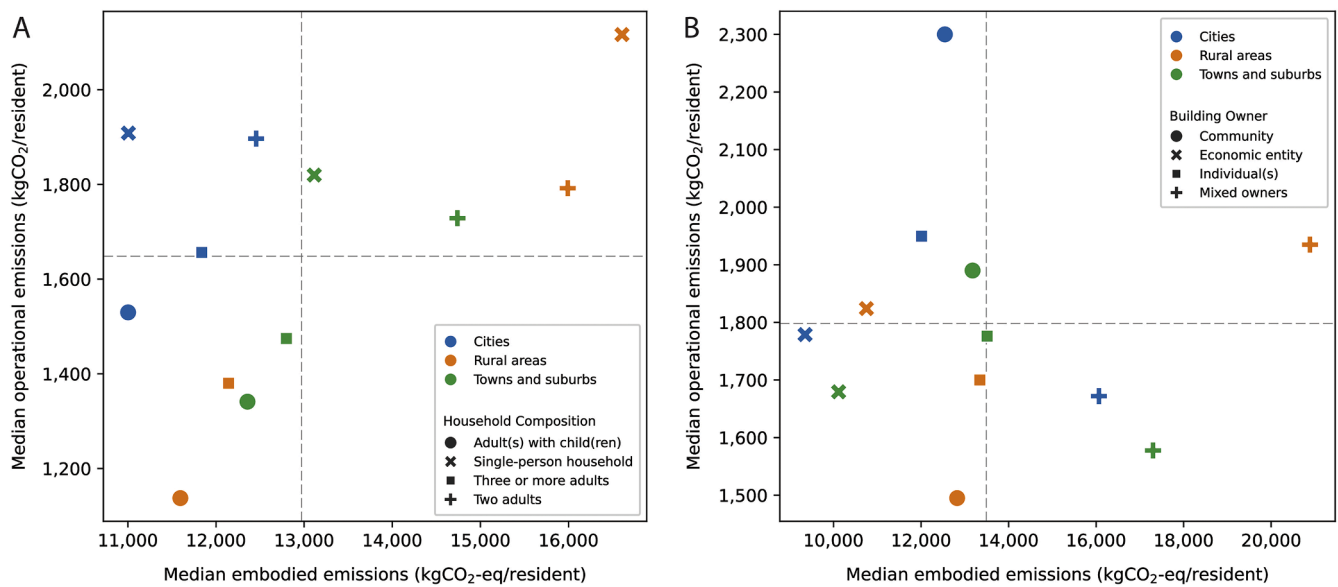 A
2,000
1,800
1,600
1,400
1,200
Median operational emissions (kgCO₂/resident)
11,000
12,000
13,000
14,000
15,000
16,000
Median embodied emissions (kgCO₂-eq/resident)
Cities
Rural areas
Towns and suburbs
Household Composition
Adult(s) with child(ren)
Single-person household
Three or more adults
Two adults
B
2,300
2,200
2,100
2,000
1,900
1,800
1,700
1,600
1,500
Median operational emissions (kgCO₂/resident)
10,000
12,000
14,000
16,000
18,000
20,000
Median embodied emissions (kgCO₂-eq/resident)
Cities
Rural areas
Towns and suburbs
Building Owner
Community
Economic entity
Individual(s)
Mixed owners